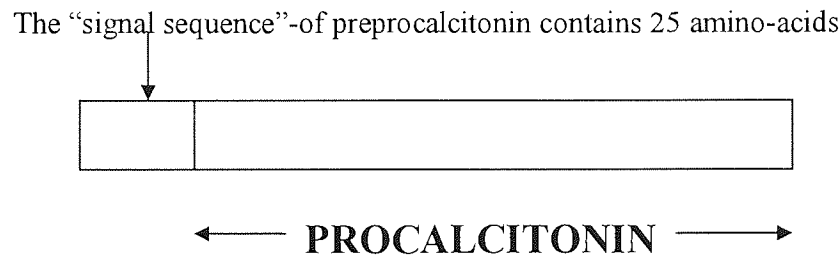 The “signal sequence”-of preprocalcitonin contains 25 amino-acids
PROCALCITONIN